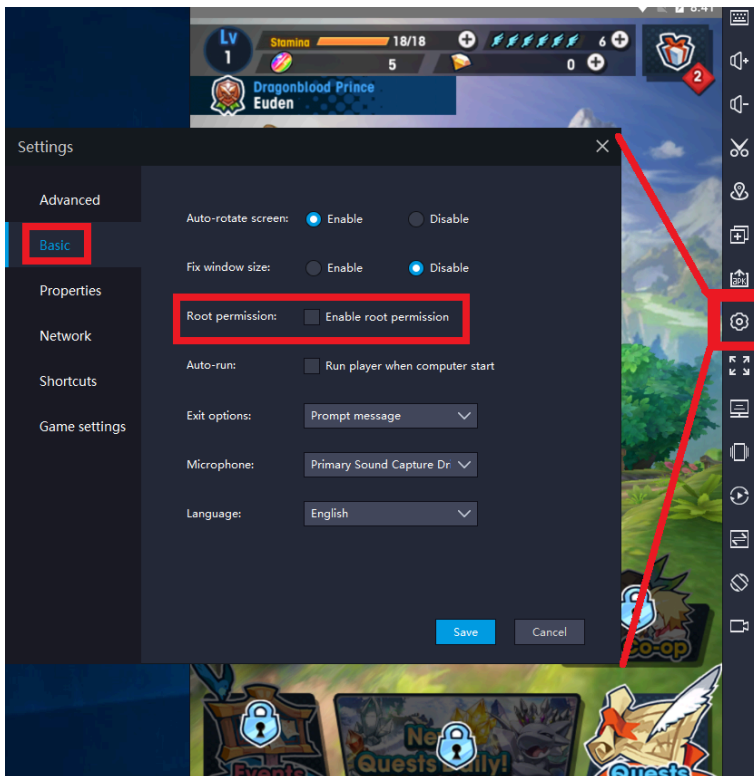 8:41
Lv
1
Stamina 18/18 6
5 0
2
Dragonblood Prince
Euden
Settings
Advanced
Basic
Properties
Network
Shortcuts
Game settings
Auto-rotate screen: Enable Disable
Fix window size: Enable Disable
Root permission: Enable root permission
Auto-run: Run player when computer start
Exit options: Prompt message
Microphone: Primary Sound Capture Dr
Language: English
Save Cancel
APK
Co-op
Events
Quests Daily!
Quests